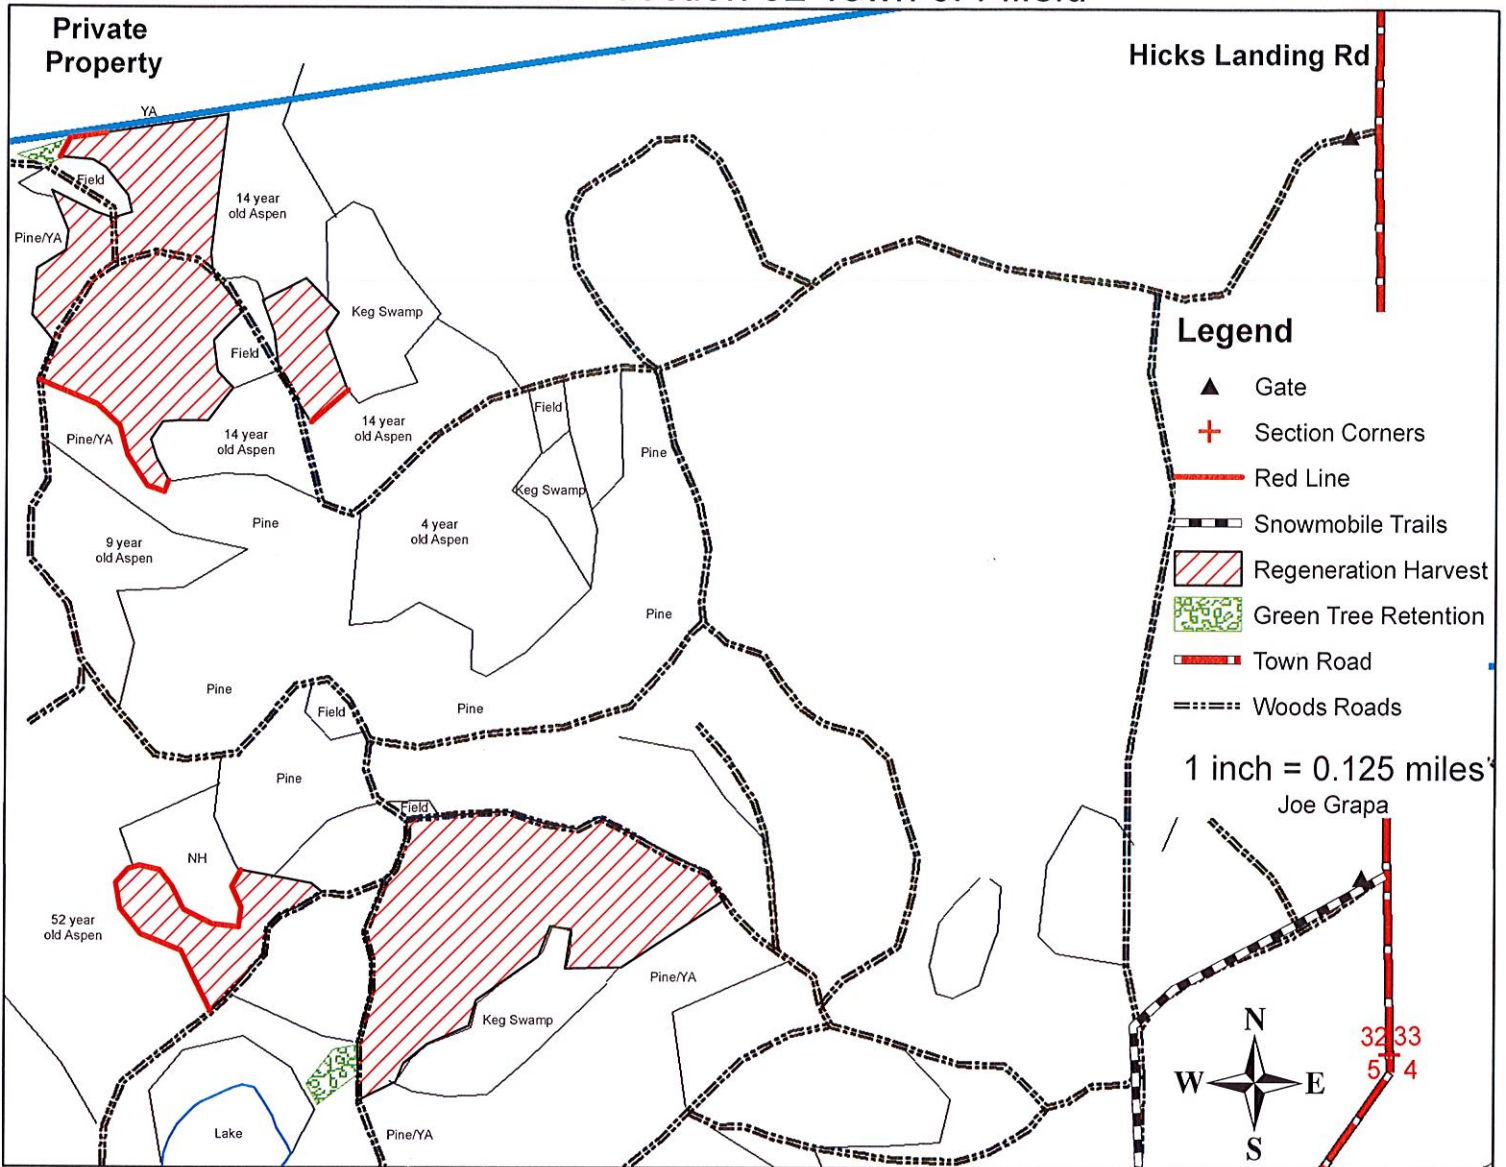 Private
Property
Hicks Landing Rd
YA
Field
14 year
old Aspen
Pine/YA
Keg Swamp
Field
Legend
Gate
Section Corners
Red Line
Snowmobile Trails
Regeneration Harvest
Green Tree Retention
Town Road
Woods Roads
1 inch = 0.125 miles
Joe Grapa
Field
14 year
old Aspen
14 year
old Aspen
Pine/YA
Pine
Keg Swamp
Pine
4 year
old Aspen
9 year
old Aspen
Pine
Pine
Pine
Field
Pine
Field
NH
52 year
old Aspen
Pine/YA
Keg Swamp
Lake
Pine/YA
N
W E
S
32 33
5 4